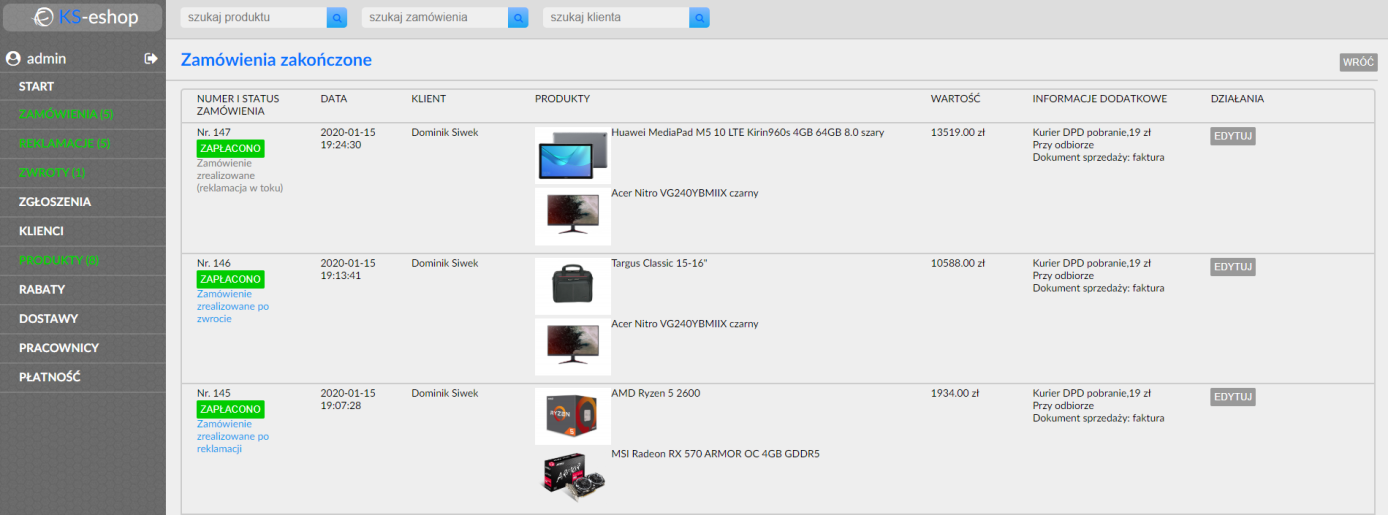 KS-eshop
szukaj produktu
szukaj zamówienia
szukaj klienta
admin
Zamówienia zakończone
WRÓĆ
START
ZAMÓWIENIA (5)
REKLAMACJE (5)
ZWROTY (1)
ZGŁOSZENIA
KLIENCI
PRODUKTY (8)
RABATY
DOSTAWY
PRACOWNICY
PŁATNOŚĆ
NUMER I STATUS
ZAMÓWIENIA
DATA
KLIENT
PRODUKTY
WARTOŚĆ
INFORMACJE DODATKOWE
DZIAŁANIA
Nr. 147
ZAPŁACONO
Zamówienie
zrealizowane
(reklamacja w toku)
2020-01-15
19:24:30
Dominik Siwek
Huawei MediaPad M5 10 LTE Kirin960s 4GB 64GB 8.0 szary
Acer Nitro VG240YBMIIX czarny
13519.00 zł
Kurier DPD pobranie,19 zł
Przy odbiorze
Dokument sprzedaży: faktura
EDYTUJ
Nr. 146
ZAPŁACONO
Zamówienie
zrealizowane po
zwrocie
2020-01-15
19:13:41
Dominik Siwek
Targus Classic 15-16"
Acer Nitro VG240YBMIIX czarny
10588.00 zł
Kurier DPD pobranie,19 zł
Przy odbiorze
Dokument sprzedaży: faktura
EDYTUJ
Nr. 145
ZAPŁACONO
Zamówienie
zrealizowane po
reklamacji
2020-01-15
19:07:28
Dominik Siwek
AMD Ryzen 5 2600
RYZEN
MSI Radeon RX 570 ARMOR OC 4GB GDDR5
ARMOR
1934.00 zł
Kurier DPD pobranie,19 zł
Przy odbiorze
Dokument sprzedaży: faktura
EDYTUJ